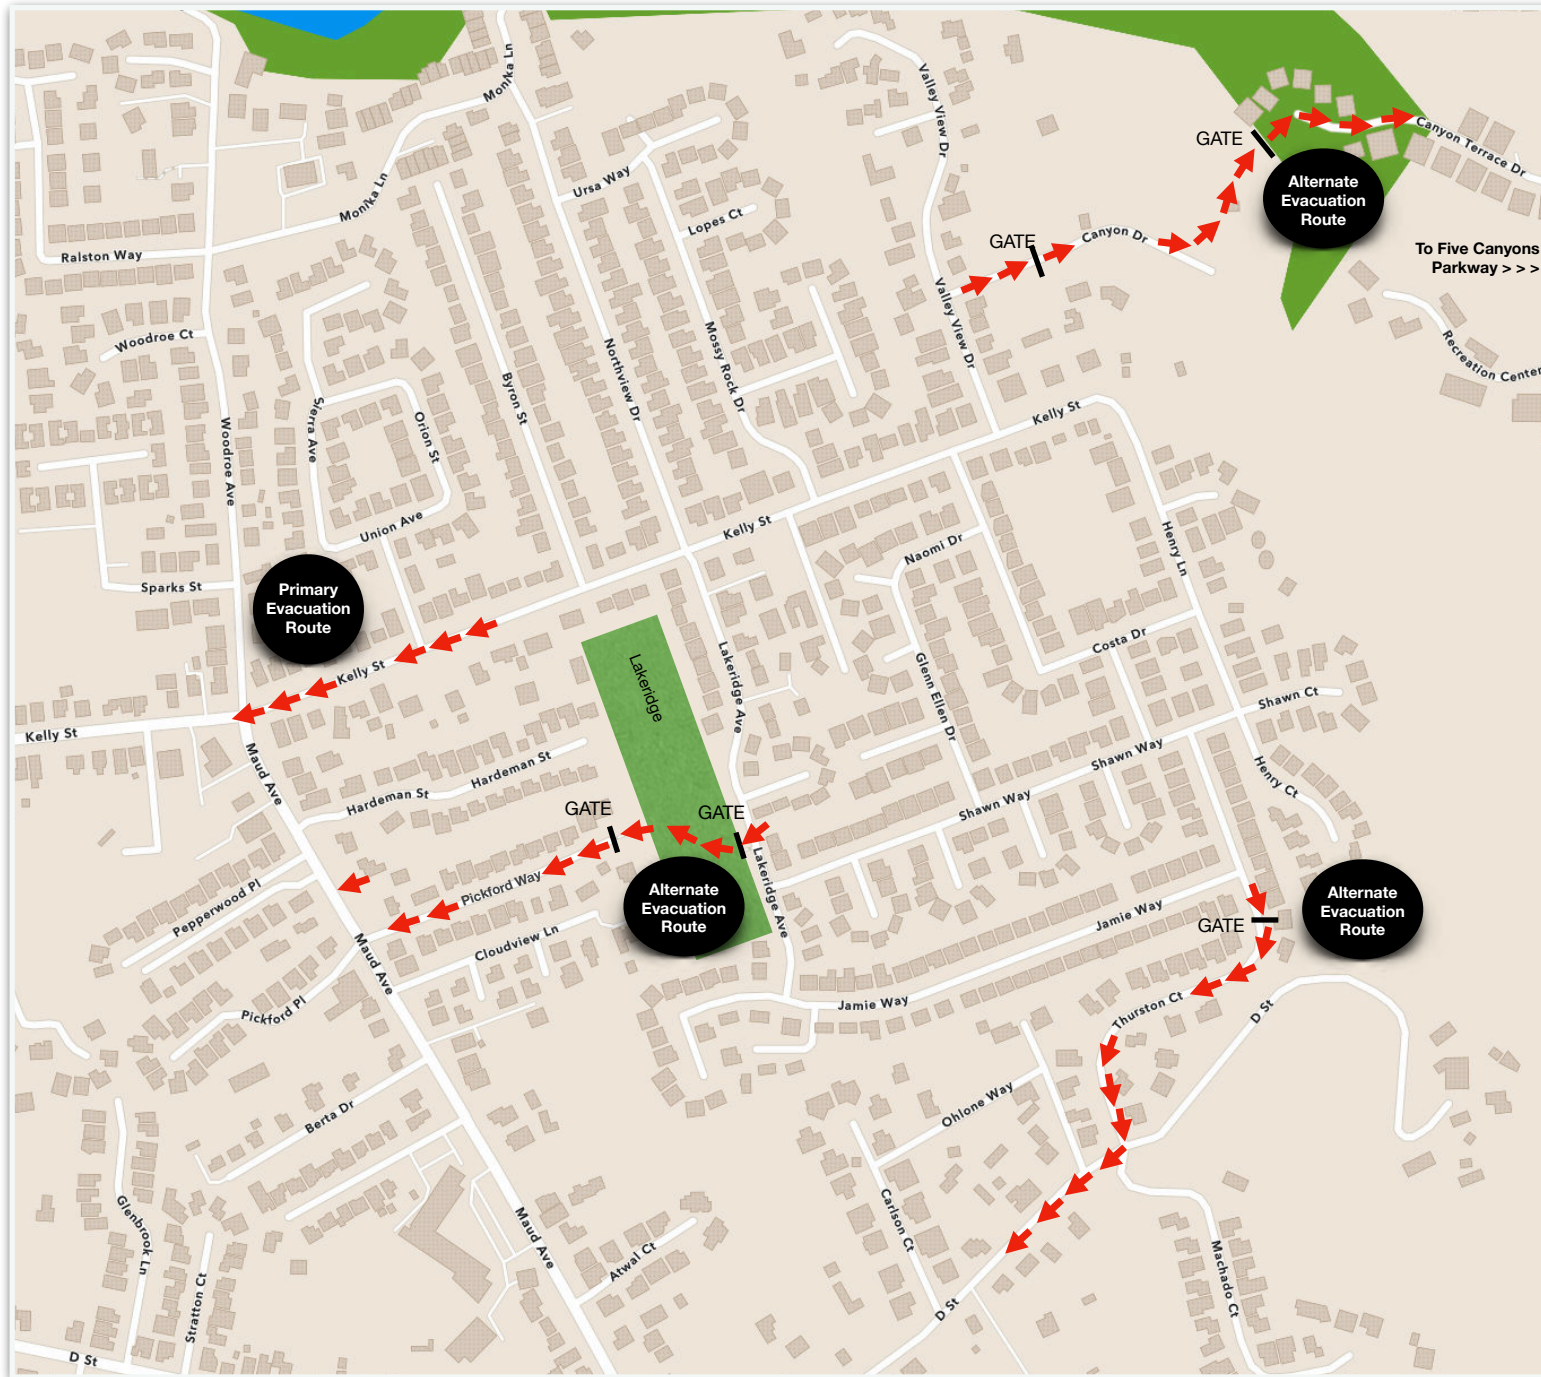 Monika Ln
Valley View Dr
Canyon Terrace Dr
GATE
Alternate
Evacuation
Route
Ursa Way
Monika Ln
Lopes Ct
Canyon Dr
GATE
To Five Canyons
Parkway > > >
Ralston Way
Valley View Dr
Woodroe Ct
Northview Dr
Mossy Rock Dr
Recreation Center
Byron St
Sierra Ave
Orion St
Kelly St
Woodroe Ave
Union Ave
Kelly St
Henry Ln
Naomi Dr
Sparks St
Primary
Evacuation
Route
Costa Dr
Kelly St
Lakeridge
Lakeridge Ave
Glenn Ellen Dr
Shawn Ct
Kelly St
Maud Ave
Hardeman St
Shawn Way
Hardeman St
Henry Ct
Shawn Way
GATE
GATE
Pepperwood Pl
Pickford Way
Alternate
Evacuation
Route
Lakeridge Ave
Jamie Way
GATE
Alternate
Evacuation
Route
Maud Ave
Cloudview Ln
Pickford Pl
Jamie Way
Thurston Ct
D St
Berta Dr
Ohlone Way
Glenbrook Ln
Maud Ave
Carlson Ct
Machado Ct
Atwal Ct
Stratton Ct
D St
D St